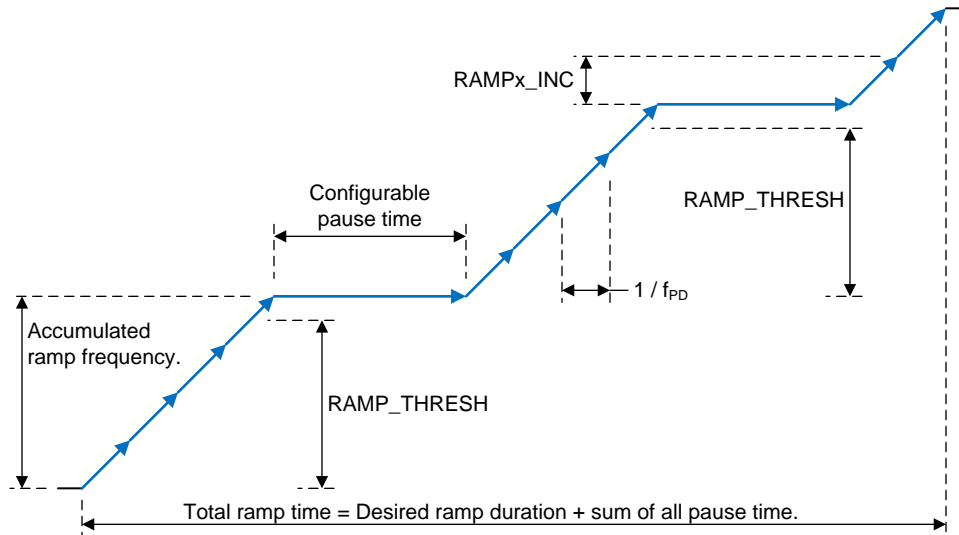 RAMPx_INC
Configurable
pause time
RAMP_THRESH
1 / fPD
Accumulated
ramp frequency.
RAMP_THRESH
Total ramp time = Desired ramp duration + sum of all pause time.